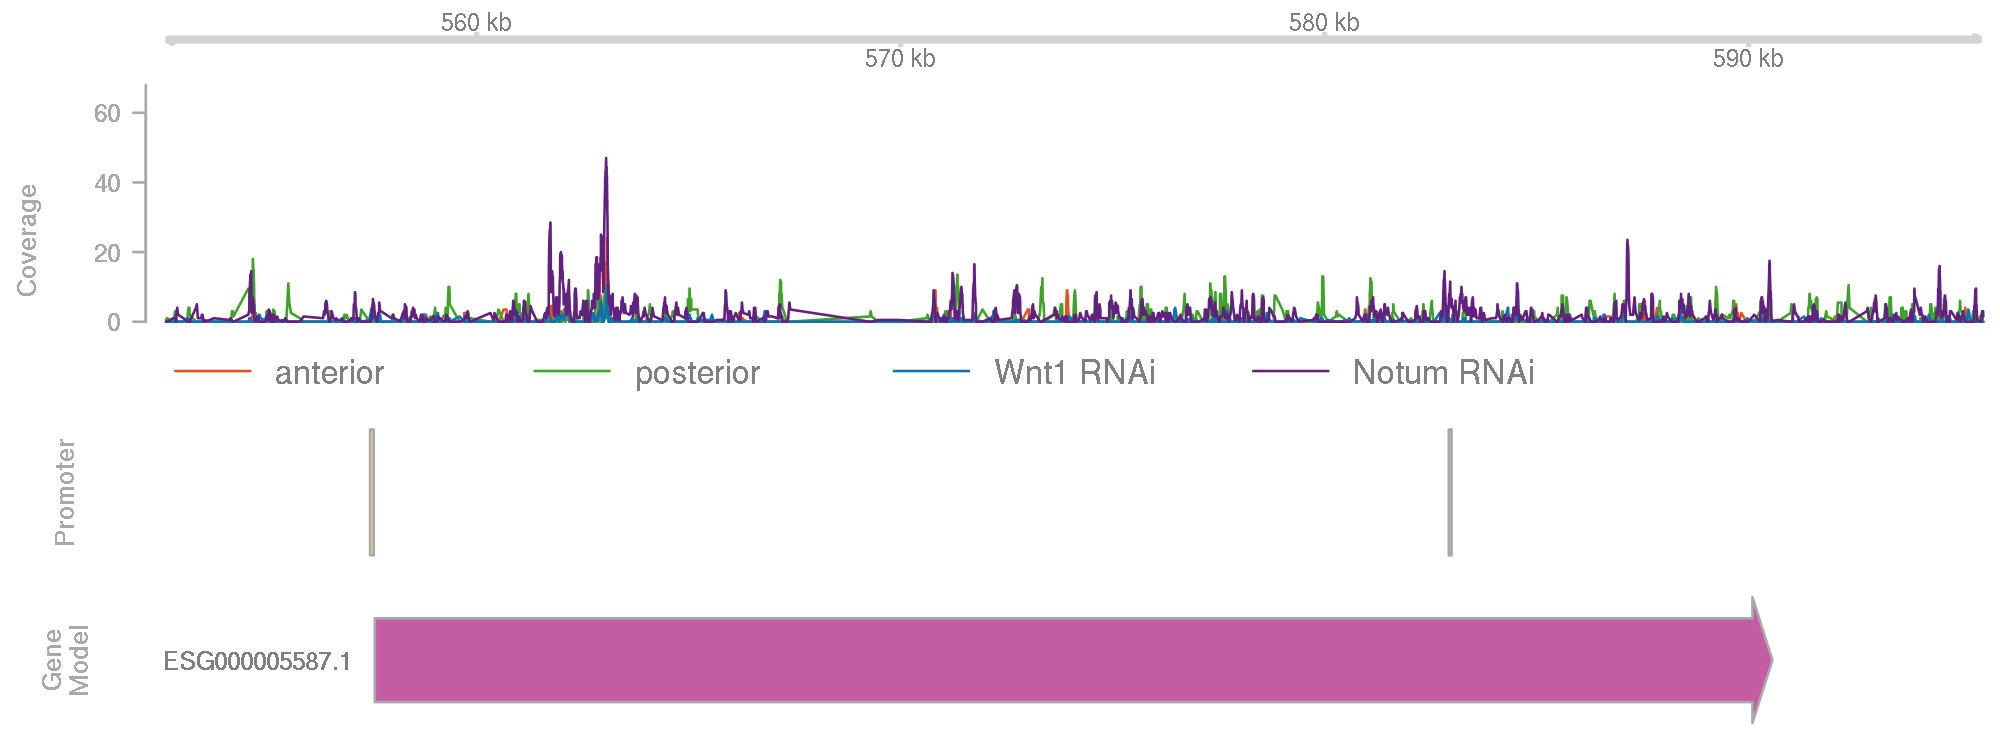 560 kb
580 kb
570 kb
590 kb
Coverage
60
40
20
0
anterior
posterior
Wnt1 RNAi
Notum RNAi
Promoter
Gene
Model
ESG000005587.1